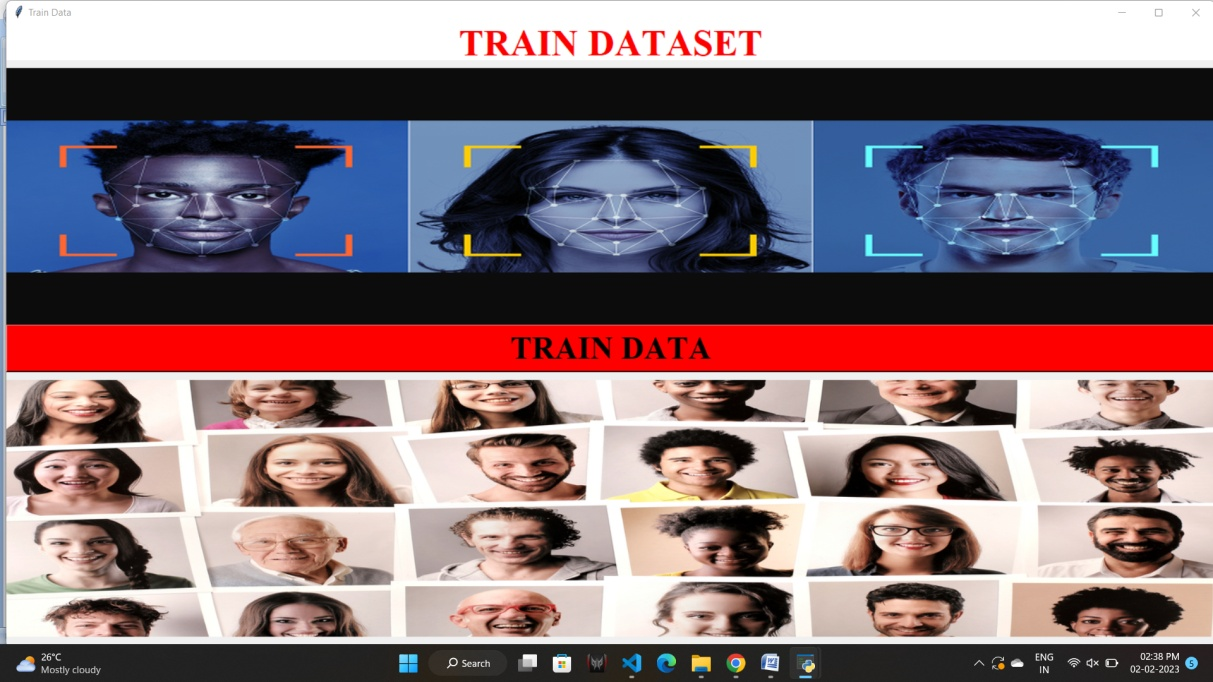 Train Data
TRAIN DATASET
TRAIN DATA
26°C
Mostly cloudy
Search
ENG
IN
02:38 PM
02-02-2023
5